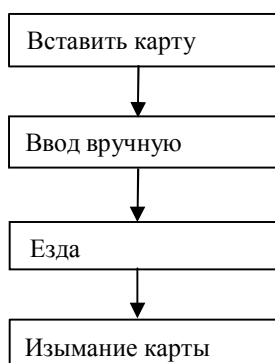 Вставить карту
Ввод вручную
Езда
Изымание карты